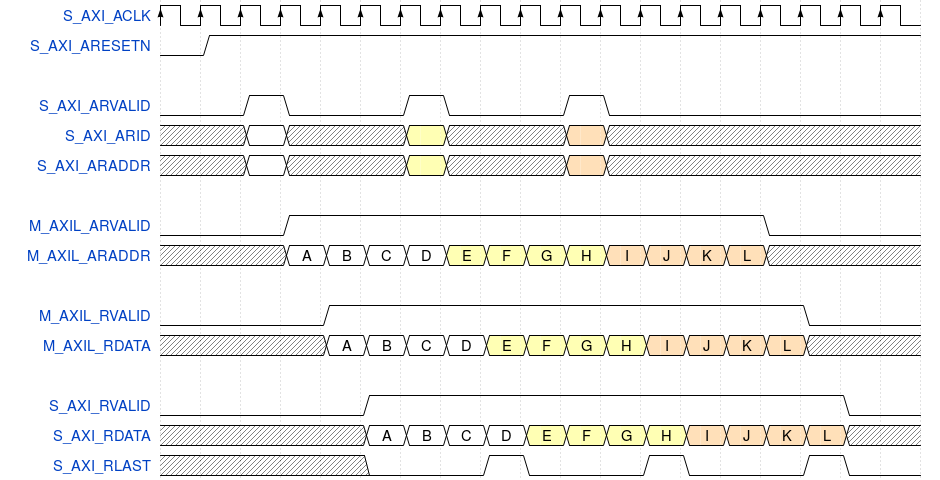 S_AXI_ACLK
S_AXI_ARESETN
S_AXI_ARVALID
S_AXI_ARID
S_AXI_ARADDR
M_AXIL_ARVALID
M_AXIL_ARADDR A B C D E F G H I J K L
M_AXIL_RVALID
M_AXIL_RDATA A B C D E F G H I J K L
S_AXI_RVALID
S_AXI_RDATA A B C D E F G H I J K L
S_AXI_RLAST